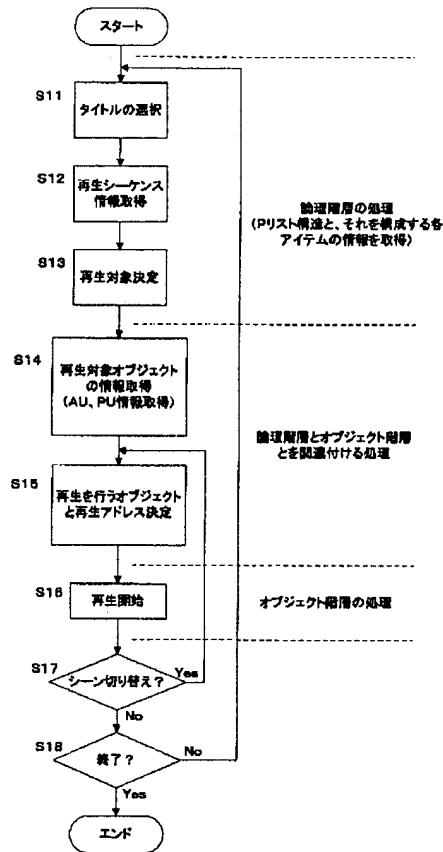 スタート
S11
タイトルの選択
S12
再生シーケンス
情報取得
論理階層の処理
(Pリスト構造と、それを構成する各
アイテムの情報を取得)
S13
再生対象決定
S14
再生対象オブジェクト
の情報取得
(AU、PU情報取得)
論理階層とオブジェクト階層
とを関連付ける処理
S15
再生を行うオブジェクト
と再生アドレス決定
S16
再生開始
オブジェクト階層の処理
S17
シーン切り替え?
Yes
No
S18
終了?
No
Yes
エンド